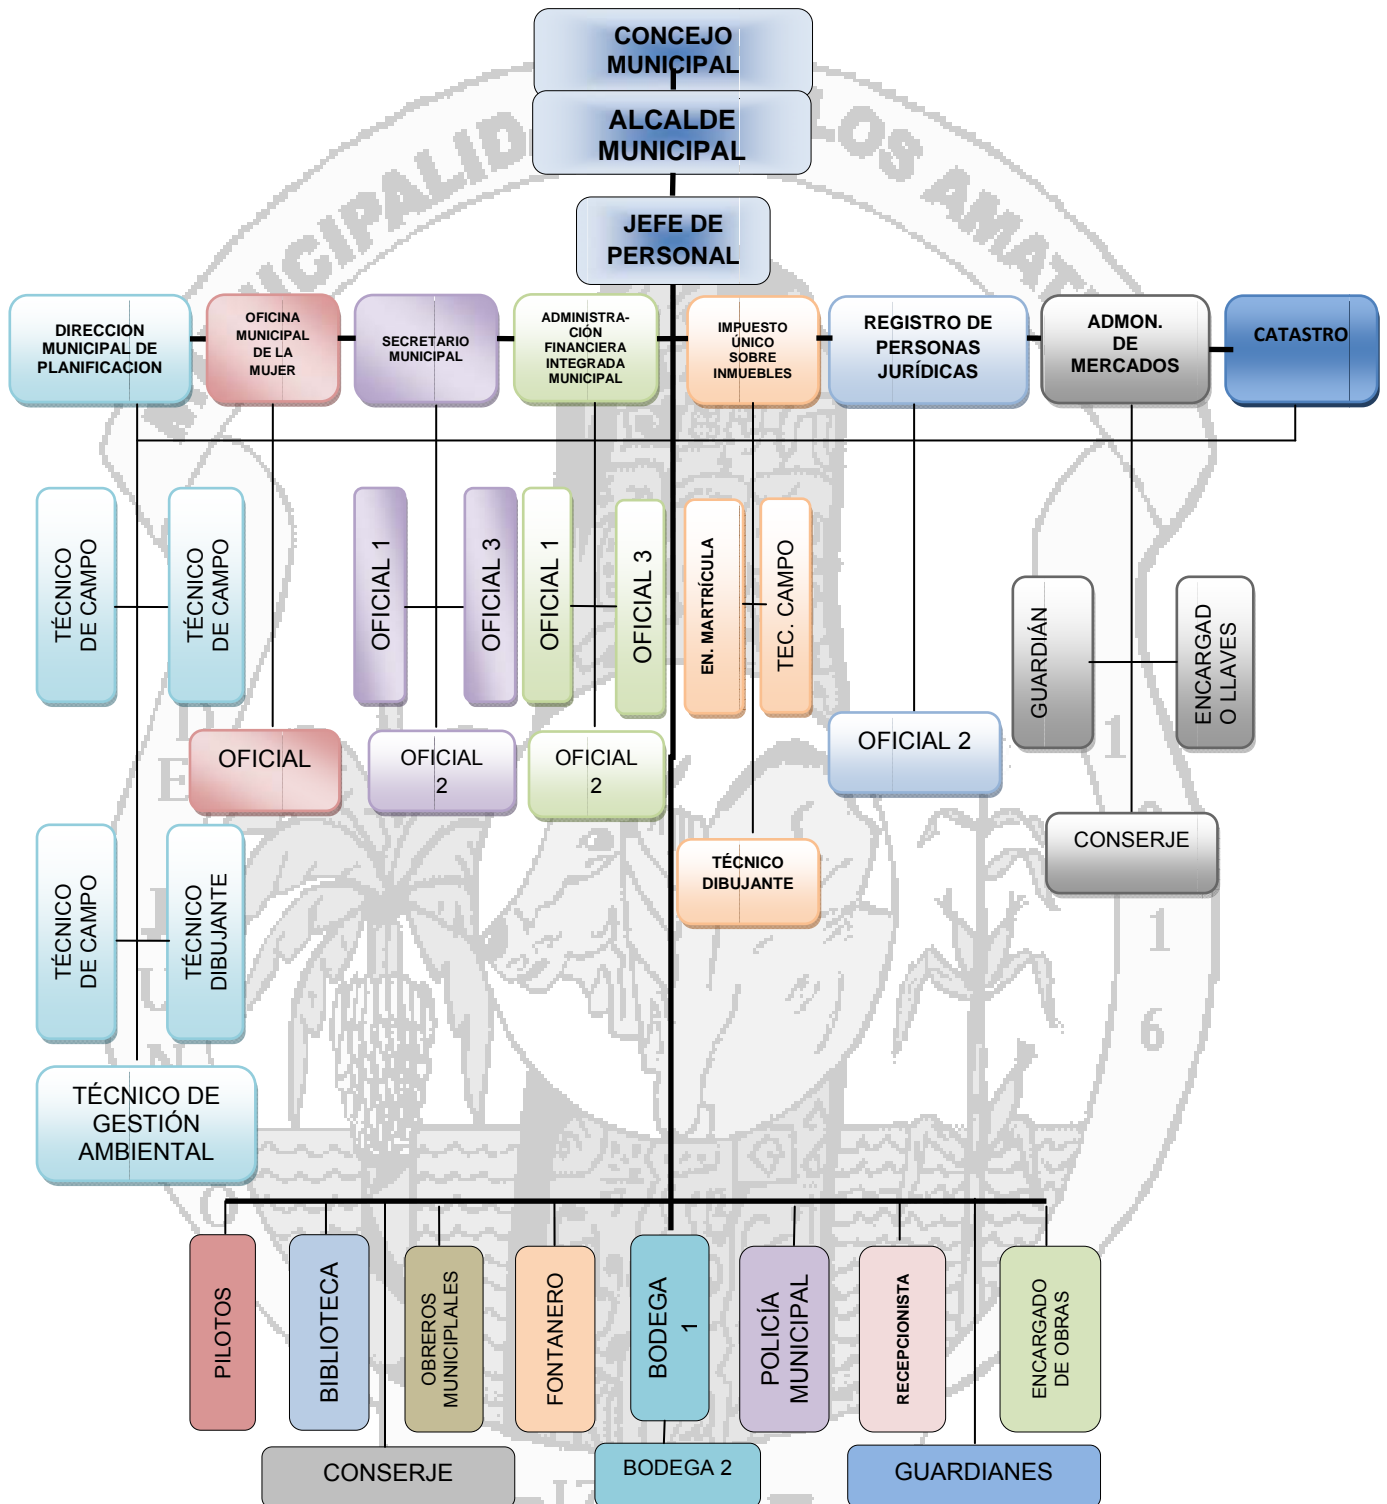 CONCEJO
MUNICIPAL
ALCALDE
MUNICIPAL
JEFE DE
PERSONAL
DIRECCION
MUNICIPAL DE
PLANIFICACION
OFICINA
MUNICIPAL
DE LA
MUJER
SECRETARIO
MUNICIPAL
ADMINISTRA-
CIÓN
FINANCIERA
INTEGRADA
MUNICIPAL
IMPUESTO
ÚNICO
SOBRE
INMUEBLES
REGISTRO DE
PERSONAS
JURÍDICAS
ADMON.
DE
MERCADOS
CATASTRO
TÉCNICO
DE CAMPO
TÉCNICO
DE CAMPO
OFICIAL 1
OFICIAL 3
OFICIAL 1
OFICIAL 3
EN. MARTRÍCULA
TEC. CAMPO
GUARDIÁN
ENCARGAD
O LLAVES
OFICIAL
OFICIAL
2
OFICIAL
2
OFICIAL 2
TÉCNICO
DIBUJANTE
CONSERJE
TÉCNICO
DE CAMPO
TÉCNICO
DIBUJANTE
TÉCNICO DE
GESTIÓN
AMBIENTAL
PILOTOS
BIBLIOTECA
OBREROS
MUNICIPLALES
FONTANERO
BODEGA
1
POLICÍA
MUNICIPAL
RECEPCIONISTA
ENCARGADO
DE OBRAS
CONSERJE
BODEGA 2
GUARDIANES